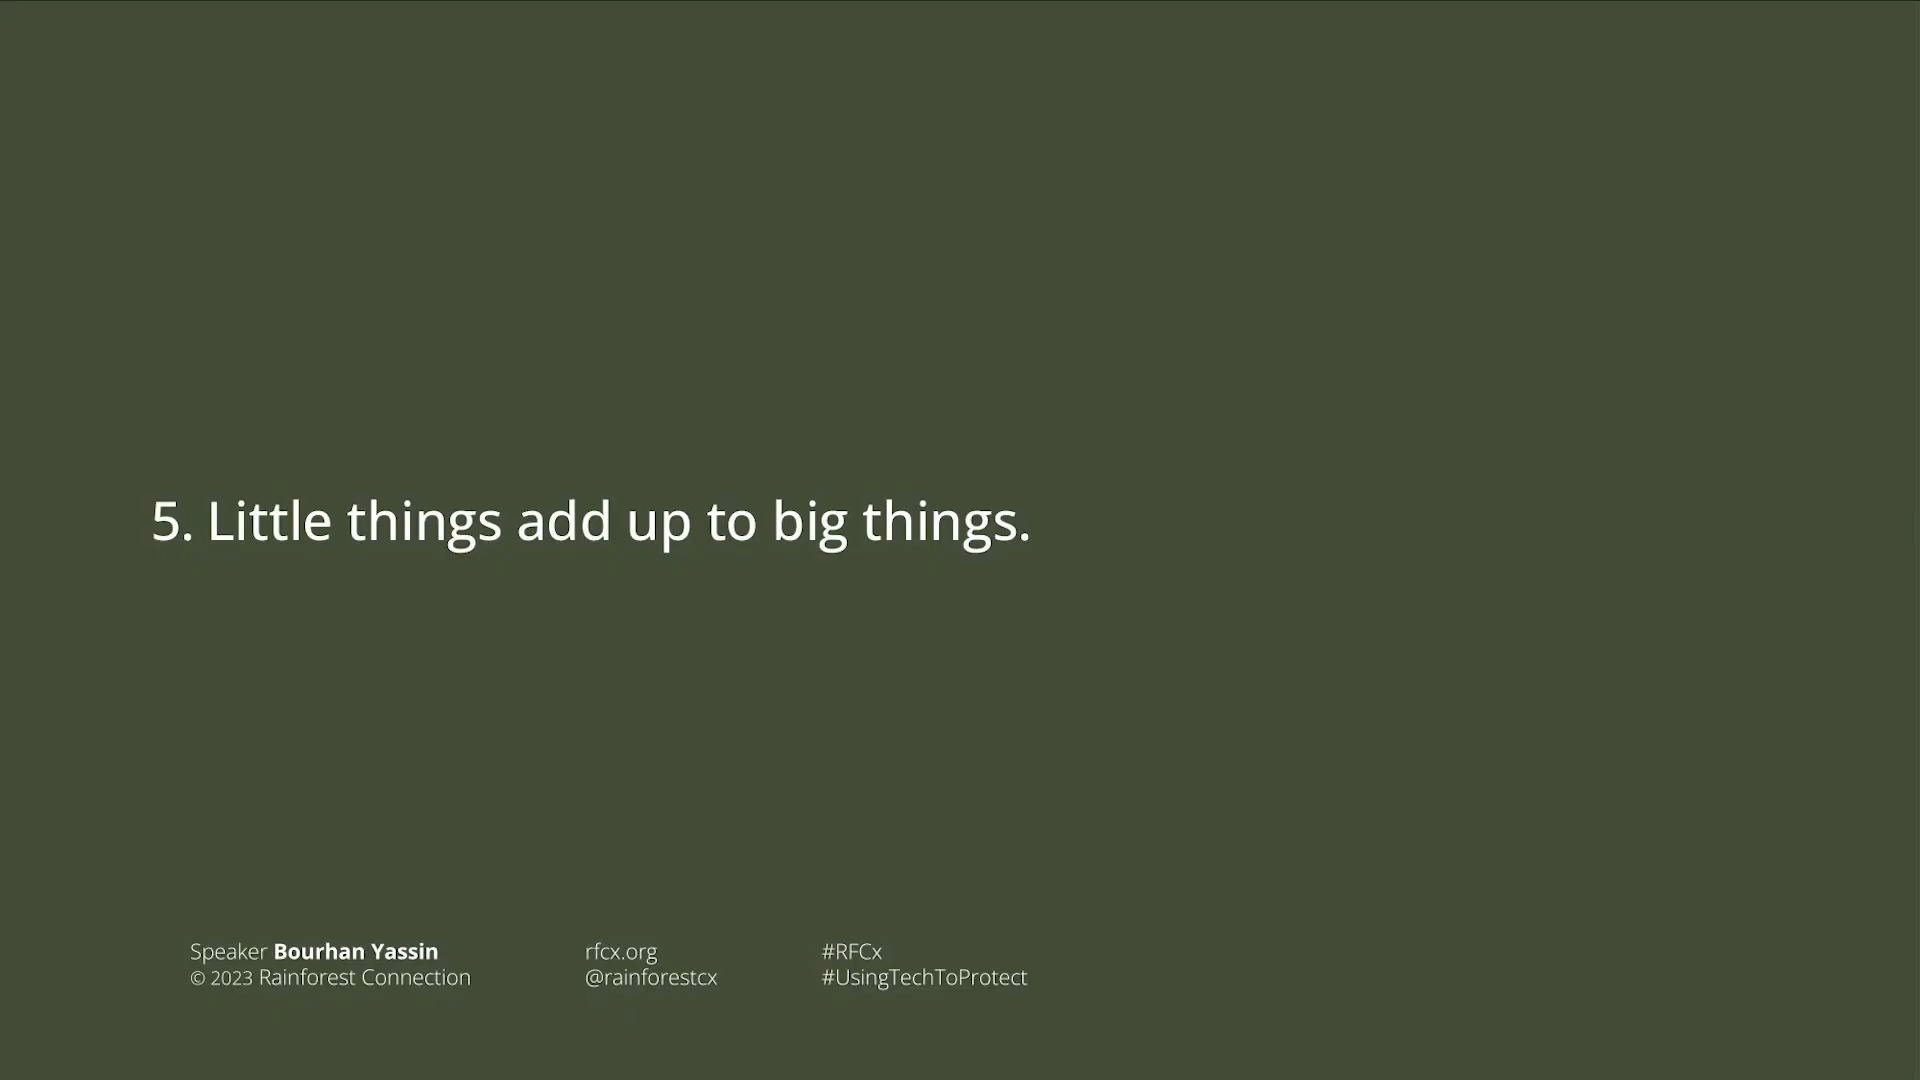 5. Little things add up to big things.
Speaker Bourhan Yassin
© 2023 Rainforest Connection
rfcx.org
@rainforestcx
#RFCx
#UsingTechToProtect